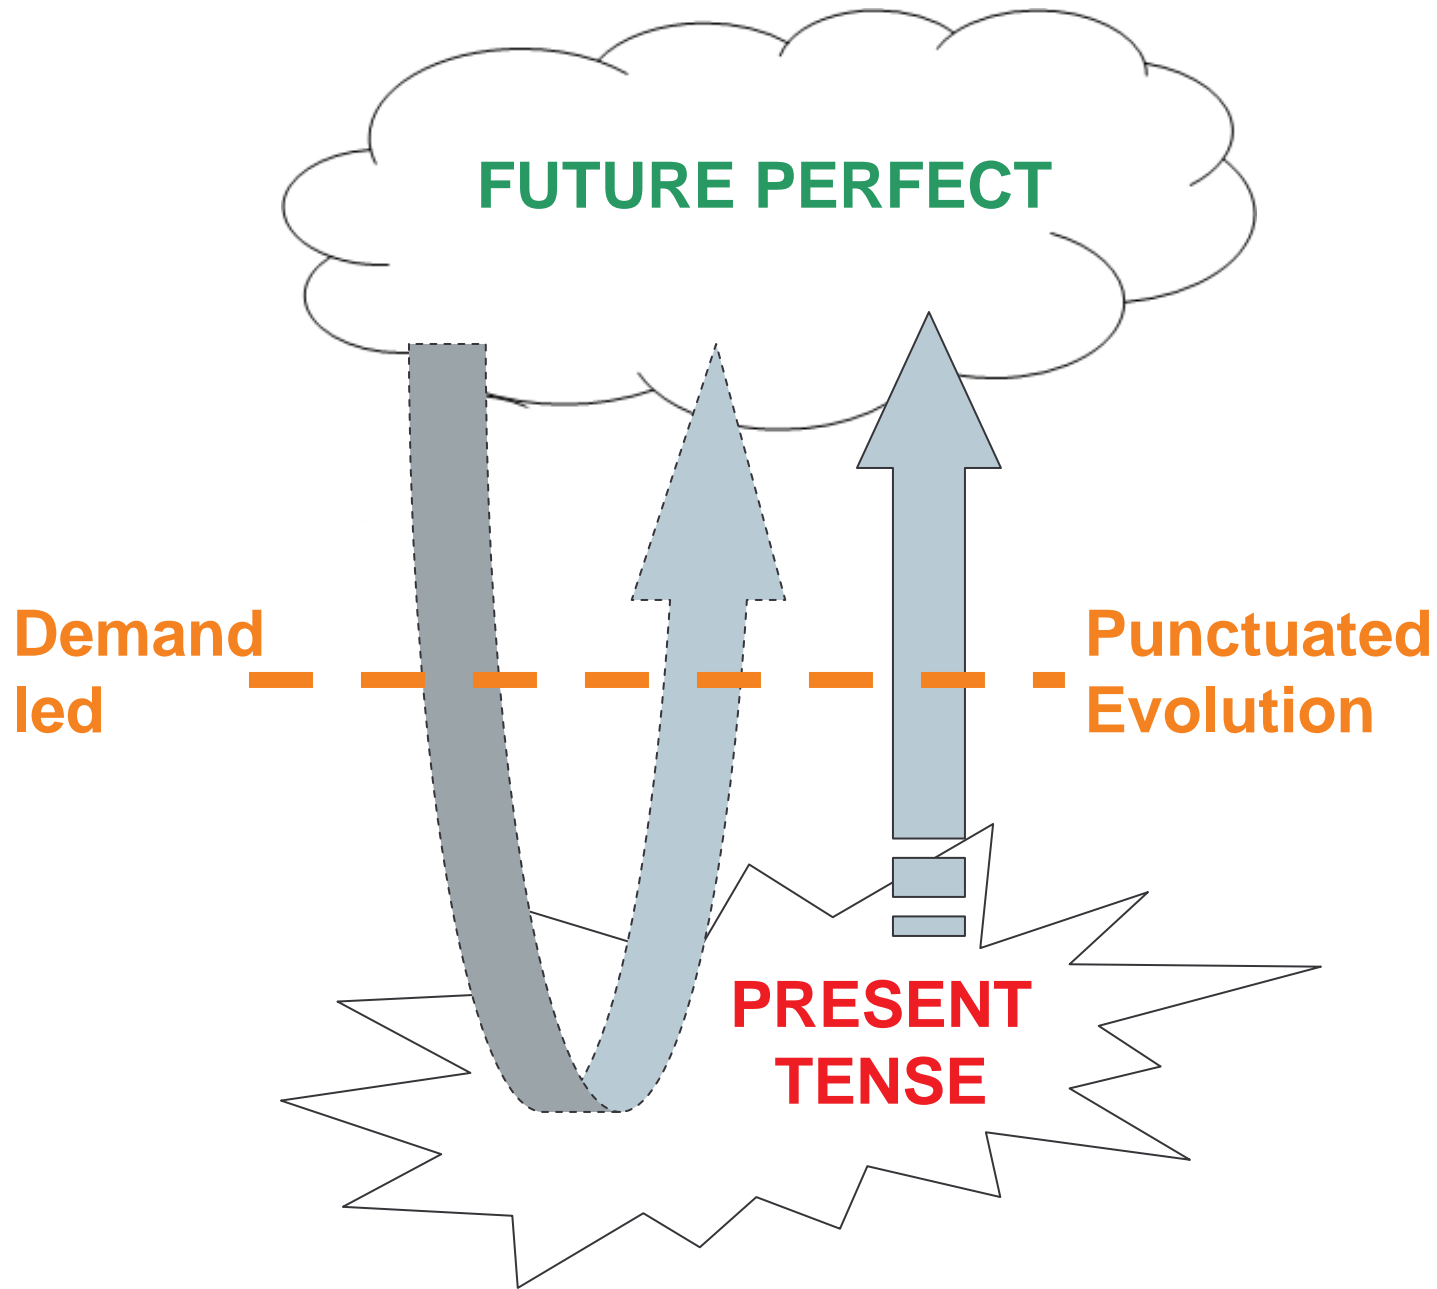 FUTURE PERFECT
Demand
led
Punctuated
Evolution
PRESENT
TENSE